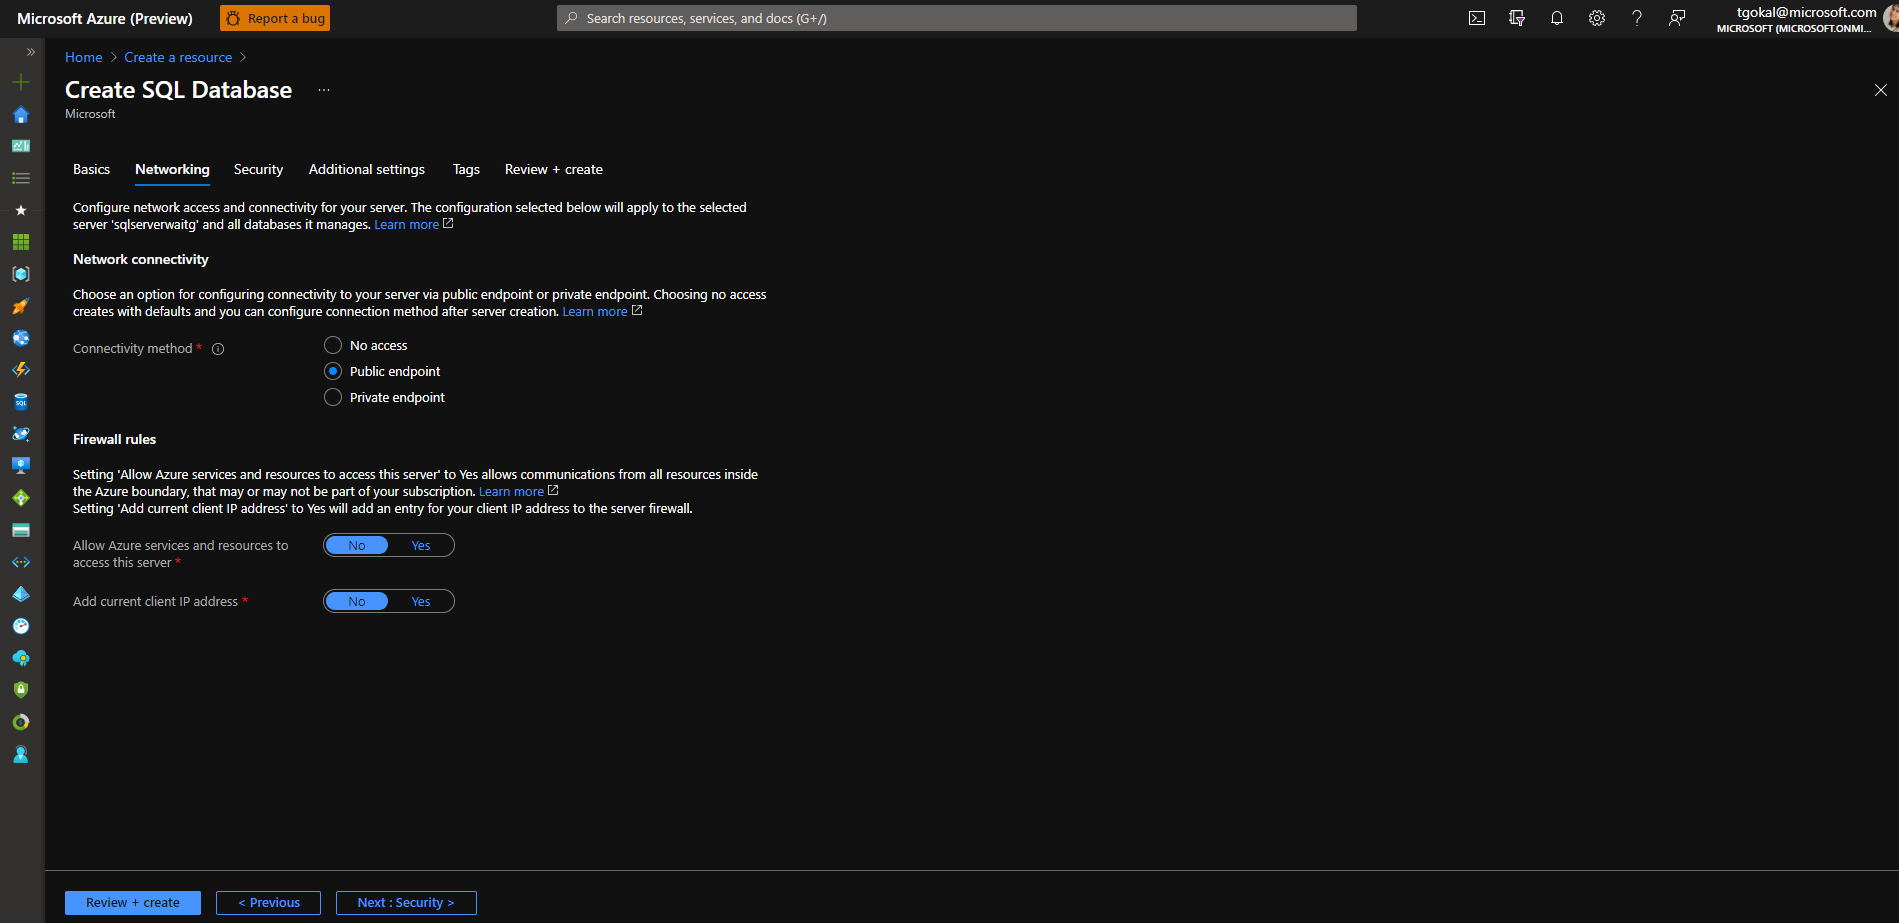 Microsoft Azure (Preview)
Report a bug
Search resources, services, and docs (G+/)
tgokal@microsoft.com
MICROSOFT (MICROSOFT.ONMI...
Home > Create a resource >
Create SQL Database ...
Microsoft
Basics Networking Security Additional settings Tags Review + create
Configure network access and connectivity for your server. The configuration selected below will apply to the selected
server 'sqlserverwaitg' and all databases it manages. Learn more
Network connectivity
Choose an option for configuring connectivity to your server via public endpoint or private endpoint. Choosing no access
creates with defaults and you can configure connection method after server creation. Learn more
Connectivity method *
No access
Public endpoint
Private endpoint
Firewall rules
Setting 'Allow Azure services and resources to access this server' to Yes allows communications from all resources inside
the Azure boundary, that may or may not be part of your subscription. Learn more
Setting 'Add current client IP address' to Yes will add an entry for your client IP address to the server firewall.
Allow Azure services and resources to
access this server *
No Yes
Add current client IP address *
No Yes
Review + create
< Previous
Next : Security >